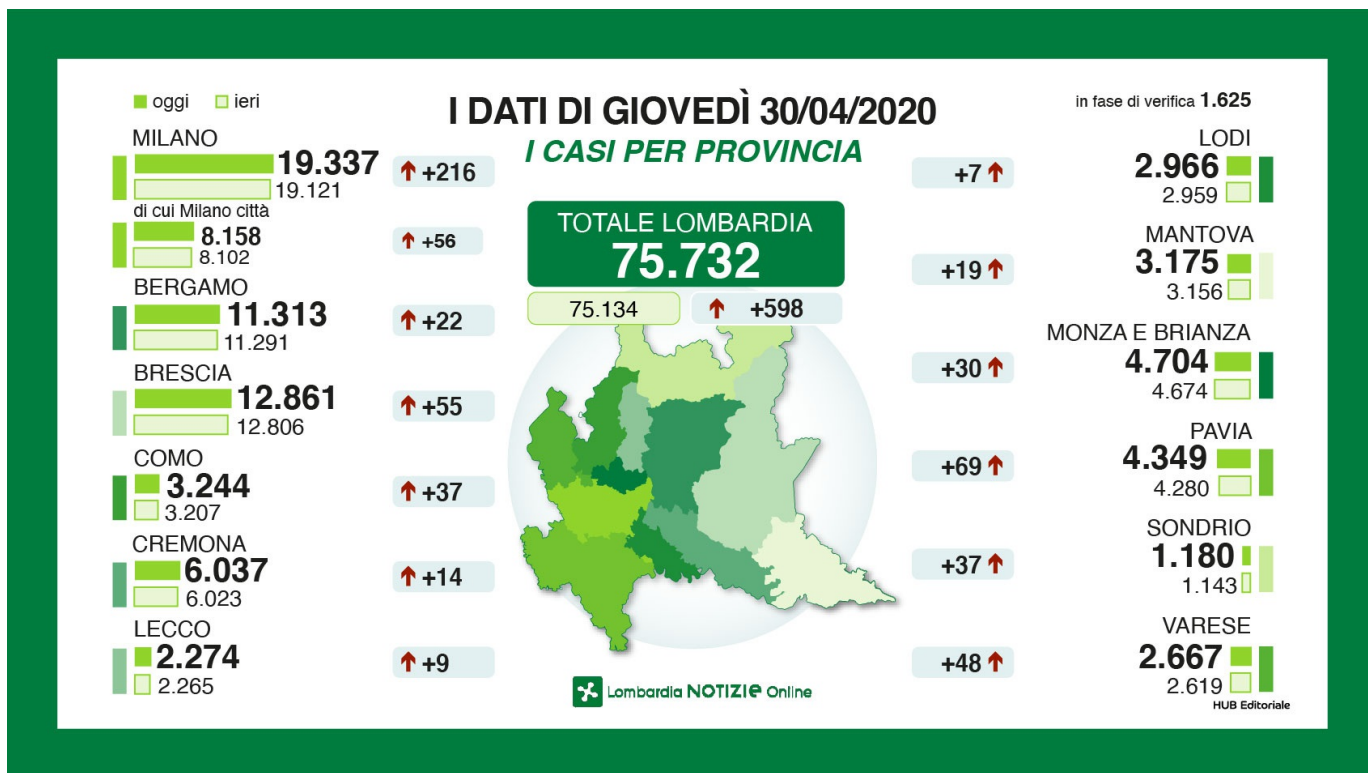 oggi ieri
I DATI DI GIOVEDÌ 30/04/2020
I CASI PER PROVINCIA
in fase di verifica 1.625
MILANO
19.337
19.121
+216
di cui Milano città
8.158
8.102
+56
BERGAMO
11.313
11.291
+22
BRESCIA
12.861
12.806
+55
COMO
3.244
3.207
+37
CREMONA
6.037
6.023
+14
LECCO
2.274
2.265
+9
TOTALE LOMBARDIA
75.732
75.134
+598
LODI
2.966
2.959
+7
MANTOVA
3.175
3.156
+19
MONZA E BRIANZA
4.704
4.674
+30
PAVIA
4.349
4.280
+69
SONDRIO
1.180
1.143
+37
VARESE
2.667
2.619
+48
Lombardia NOTIZIE Online
HUB Editoriale